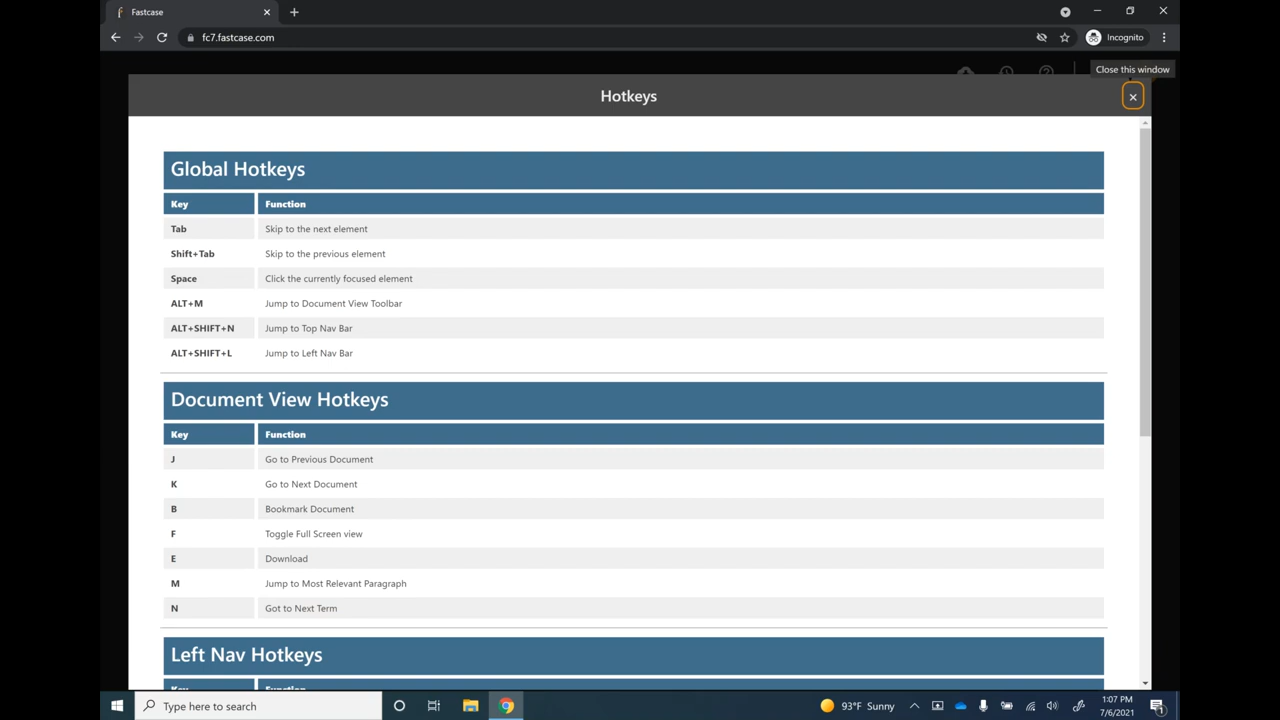 Fastcase
fc7.fastcase.com
Incognito
Close this window
Hotkeys
Global Hotkeys
Key Function
Tab Skip to the next element
Shift+Tab Skip to the previous element
Space Click the currently focused element
ALT+M Jump to Document View Toolbar
ALT+SHIFT+N Jump to Top Nav Bar
ALT+SHIFT+L Jump to Left Nav Bar
Document View Hotkeys
Key Function
J Go to Previous Document
K Go to Next Document
B Bookmark Document
F Toggle Full Screen view
E Download
M Jump to Most Relevant Paragraph
N Got to Next Term
Left Nav Hotkeys
Key Function
Type here to search
93°F Sunny
1:07 PM
7/6/2021
1